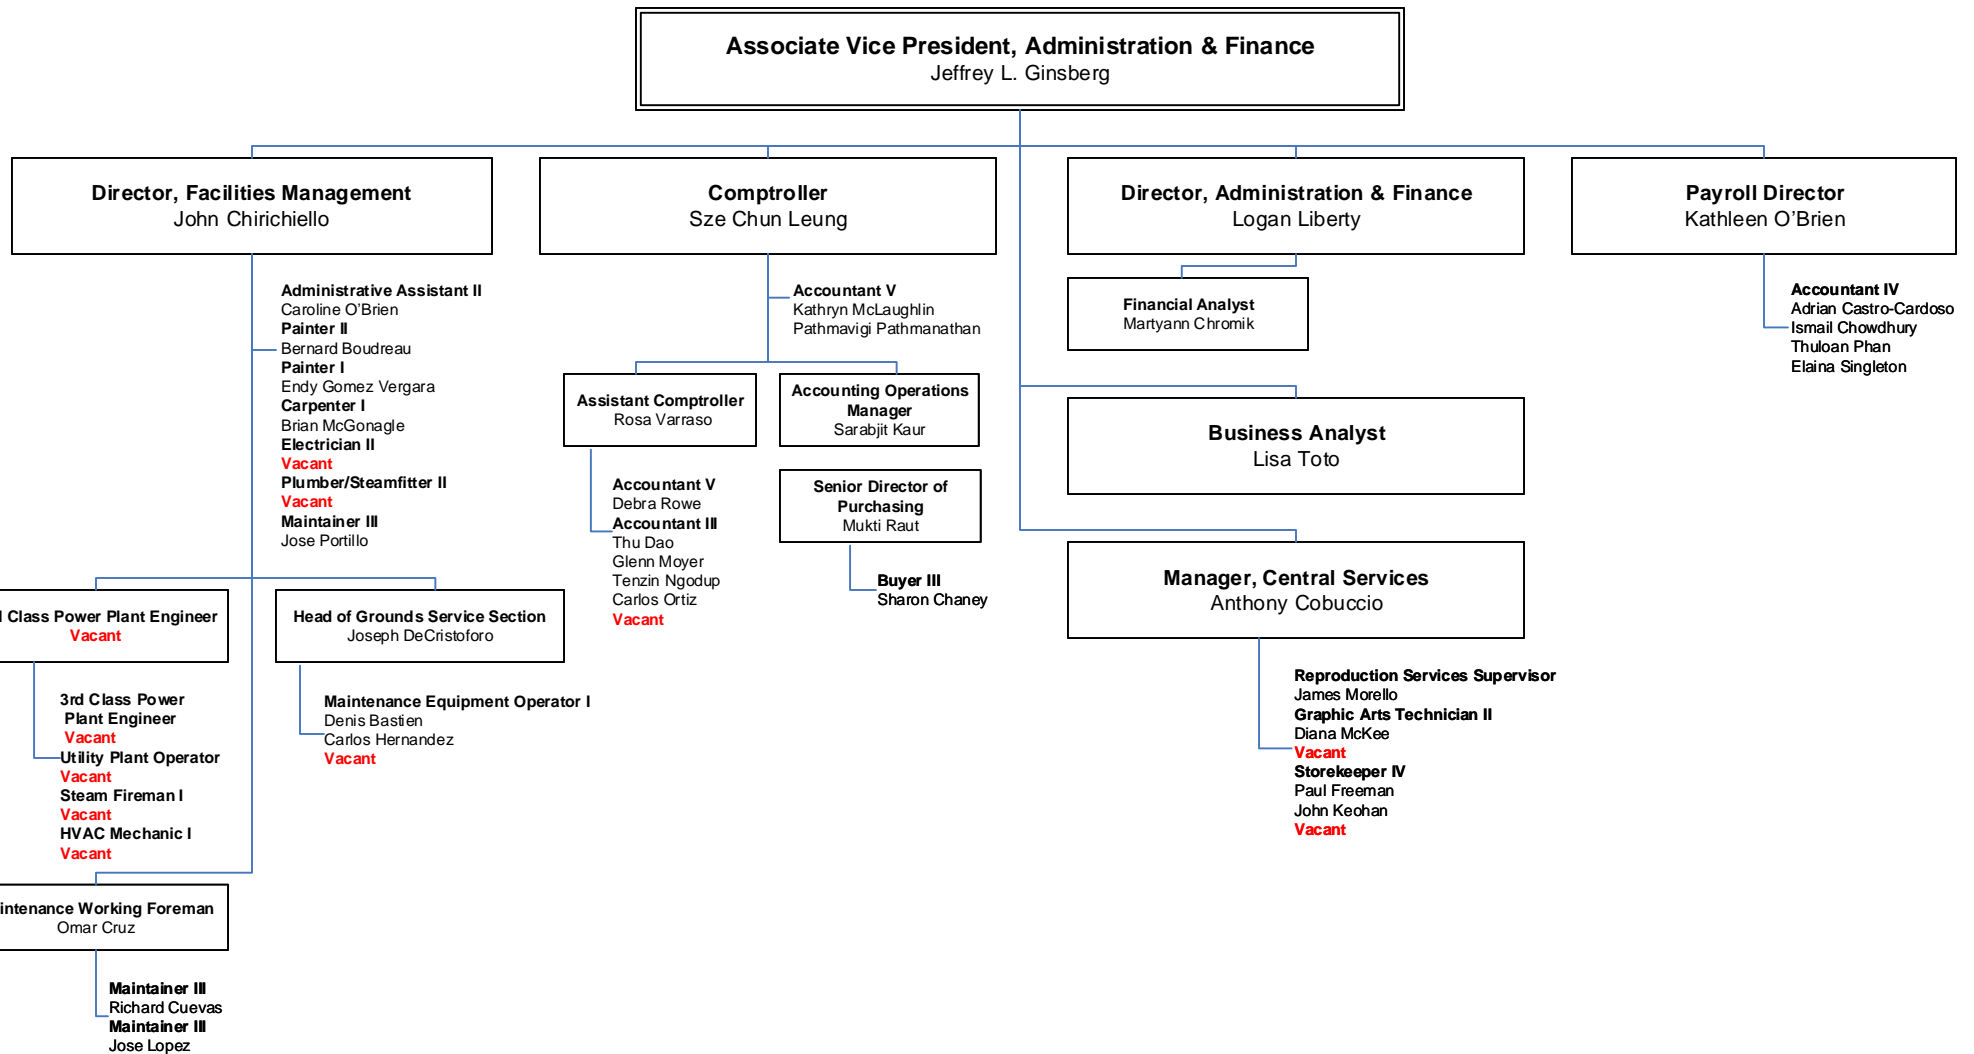 Associate Vice President, Administration & Finance
Jeffrey L. Ginsberg
Director, Facilities Management
John Chirichiello
Comptroller
Sze Chun Leung
Director, Administration & Finance
Logan Liberty
Payroll Director
Kathleen O’Brien
Administrative Assistant II
Caroline O’Brien
Painter II
Bernard Boudreau
Painter I
Endy Gomez Vergara
Carpenter I
Brian McGonagle
Electrician II
Vacant
Plumber/Steamfitter II
Vacant
Maintainer III
Jose Portillo
Class Power Plant Engineer
Vacant
3rd Class Power
Plant Engineer
Vacant
Utility Plant Operator
Vacant
Steam Fireman I
Vacant
HVAC Mechanic I
Vacant
Head of Grounds Service Section
Joseph DeCristoforo
Maintenance Equipment Operator I
Denis Bastien
Carlos Hernandez
Vacant
Working Foreman
Omar Cruz
Maintainer III
Richard Cuevas
Maintainer III
Jose Lopez
Accountant V
Kathryn McLaughlin
Pathmavigi Pathmanathan
Assistant Comptroller
Rosa Varraso
Accountant V
Debra Rowe
Accountant III
Thu Dao
Glenn Moyer
Tenzin Ngodup
Carlos Ortiz
Vacant
Accounting Operations
Manager
Sarabjit Kaur
Senior Director of
Purchasing
Mukti Raut
Buyer III
Sharon Chaney
Financial Analyst
Martyann Chromik
Business Analyst
Lisa Toto
Manager, Central Services
Anthony Cobuccio
Reproduction Services Supervisor
James Morello
Graphic Arts Technician II
Diana McKee
Vacant
Storekeeper IV
Paul Freeman
John Keohan
Vacant
Accountant IV
Adrian Castro-Cardoso
Ismail Chowdhury
Thuloan Phan
Elaina Singleton